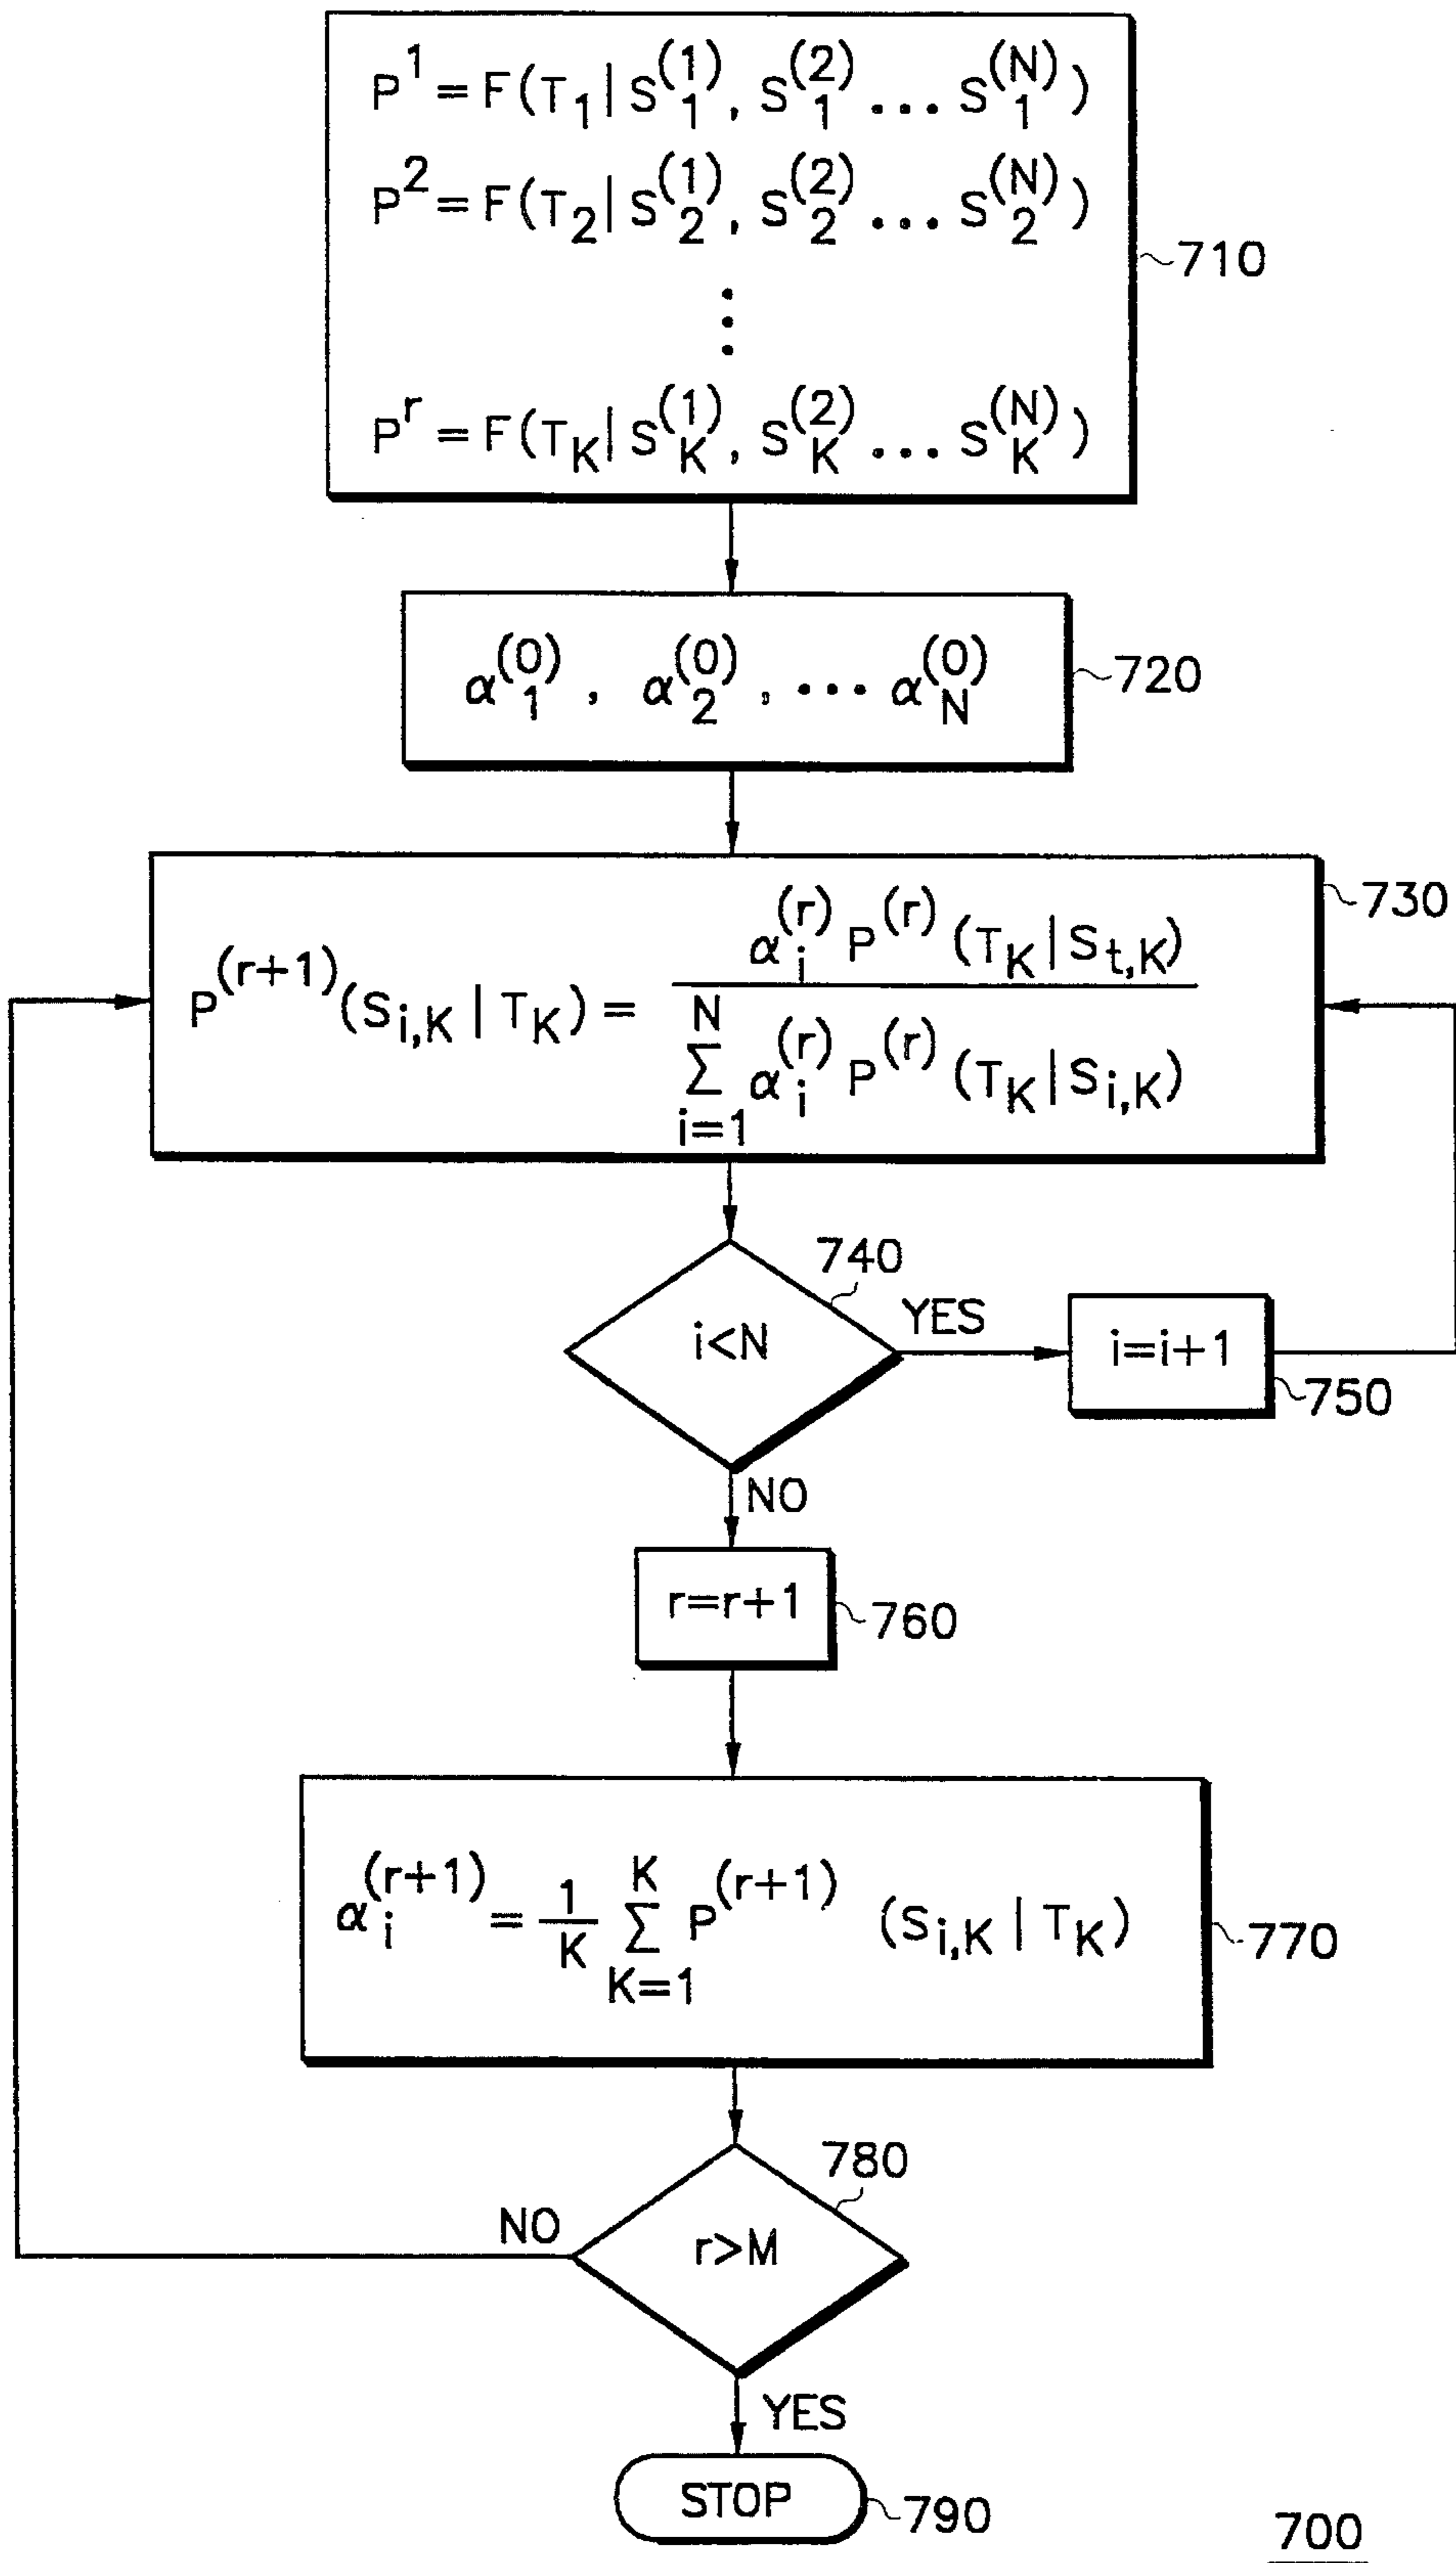 P^1 = F(T_1 | S_1^(1), S_1^(2) ... S_1^(N))
P^2 = F(T_2 | S_2^(1), S_2^(2) ... S_2^(N))
⋮
P^r = F(T_K | S_K^(1), S_K^(2) ... S_K^(N))
710
α_1^(0), α_2^(0), ... α_N^(0)
720
730
P^(r+1)(S_i,K | T_K) = α_i^(r) P^(r) (T_K | S_t,K) / Σ_i=1^N α_i^(r) P^(r) (T_K | S_i,K)
740
i<N
YES
i=i+1
750
NO
r=r+1
760
α_i^(r+1) = 1/K Σ_K=1^K P^(r+1) (S_i,K | T_K)
770
780
NO
r>M
YES
STOP
790
700